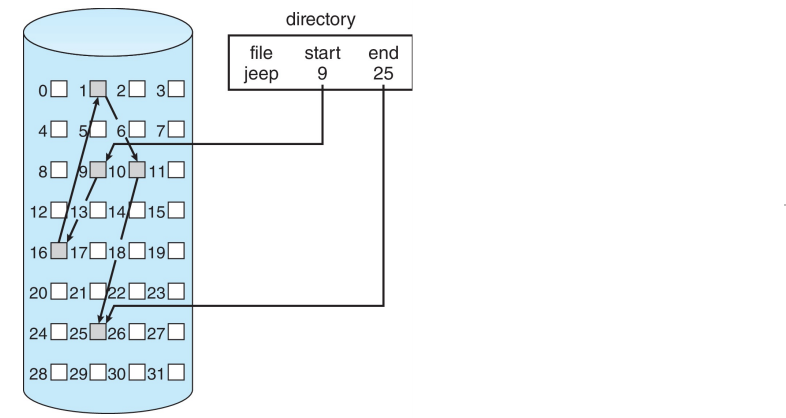 directory
file start end
jeep 9 25
0 1 2 3
4 5 6 7
8 9 10 11
12 13 14 15
16 17 18 19
20 21 22 23
24 25 26 27
28 29 30 31